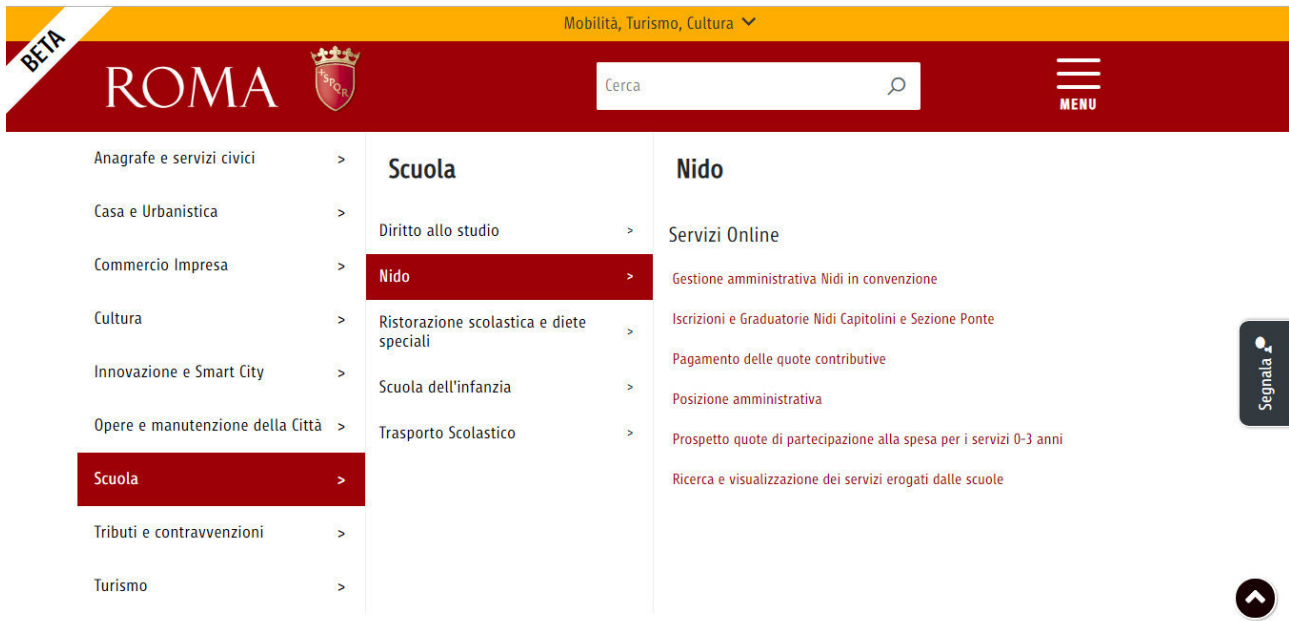 Mobilità, Turismo, Cultura
BETA
ROMA
SPQR
Cerca
MENU
Anagrafe e servizi civici >
Casa e Urbanistica >
Commercio Impresa >
Cultura >
Innovazione e Smart City >
Opere e manutenzione della Città >
Scuola >
Tributi e contravvenzioni >
Turismo >
Scuola
Diritto allo studio >
Nido >
Ristorazione scolastica e diete
speciali >
Scuola dell'infanzia >
Trasporto Scolastico >
Nido
Servizi Online
Gestione amministrativa Nidi in convenzione
Iscrizioni e Graduatorie Nidi Capitolini e Sezione Ponte
Pagamento delle quote contributive
Posizione amministrativa
Prospetto quote di partecipazione alla spesa per i servizi 0-3 anni
Ricerca e visualizzazione dei servizi erogati dalle scuole
Segnala